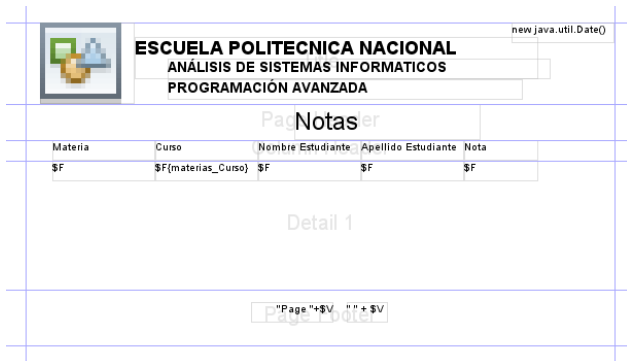 new java.util.Date()
ESCUELA POLITECNICA NACIONAL
ANÁLISIS DE SISTEMAS INFORMATICOS
PROGRAMACIÓN AVANZADA
Page Header
Notas
Materia Curso Nombre Estudiante Apellido Estudiante Nota
Column Header
$F $F{materias_Curso} $F $F $F
Detail 1
"Page "+$V " " + $V
Page Footer